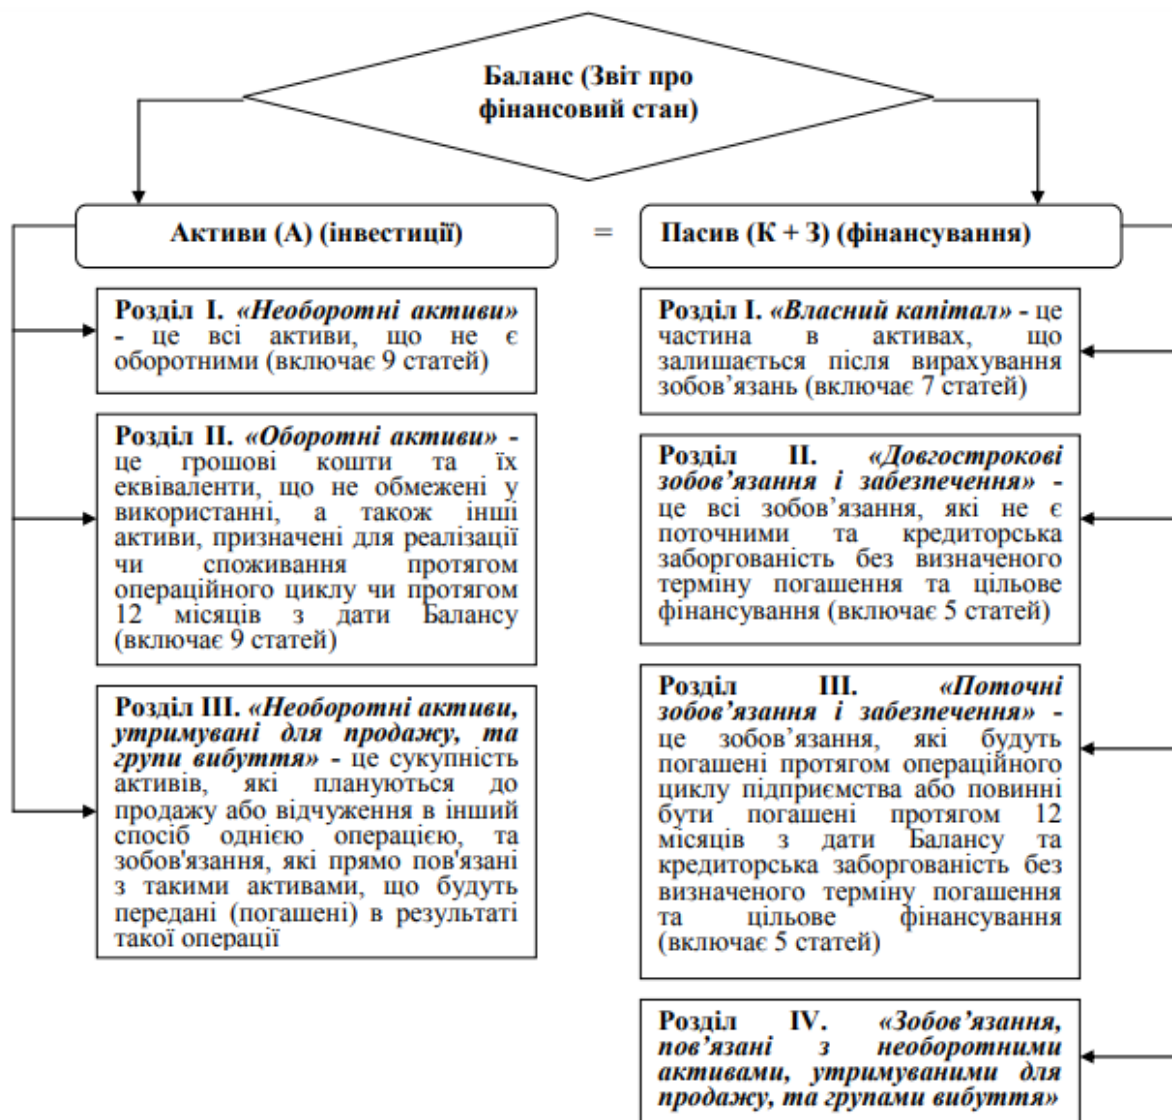 Баланс (Звіт про
фінансовий стан)
Активи (А) (інвестиції)
=
Пасив (К + З) (фінансування)
Розділ І. «Необоротні активи»
- це всі активи, що не є
оборотними (включає 9 статей)
Розділ ІІ. «Оборотні активи» -
це грошові кошти та їх
еквіваленти, що не обмежені у
використанні, а також інші
активи, призначені для реалізації
чи споживання протягом
операційного циклу чи протягом
12 місяців з дати Балансу
(включає 9 статей)
Розділ ІІІ. «Необоротні активи,
утримувані для продажу, та
групи вибуття» - це сукупність
активів, які плануються до
продажу або відчуження в інший
спосіб однією операцією, та
зобов'язання, які прямо пов'язані
з такими активами, що будуть
передані (погашені) в результаті
такої операції
Розділ І. «Власний капітал» - це
частина в активах, що
залишається після вирахування
зобов’язань (включає 7 статей)
Розділ ІІ. «Довгострокові
зобов’язання і забезпечення» -
це всі зобов’язання, які не є
поточними та кредиторська
заборгованість без визначеного
терміну погашення та цільове
фінансування (включає 5 статей)
Розділ ІІІ. «Поточні
зобов’язання і забезпечення» -
це зобов’язання, які будуть
погашені протягом операційного
циклу підприємства або повинні
бути погашені протягом 12
місяців з дати Балансу та
кредиторська заборгованість без
визначеного терміну погашення
та цільове фінансування
(включає 5 статей)
Розділ IV. «Зобов’язання,
пов’язані з необоротними
активами, утримуваними для
продажу, та групами вибуття»